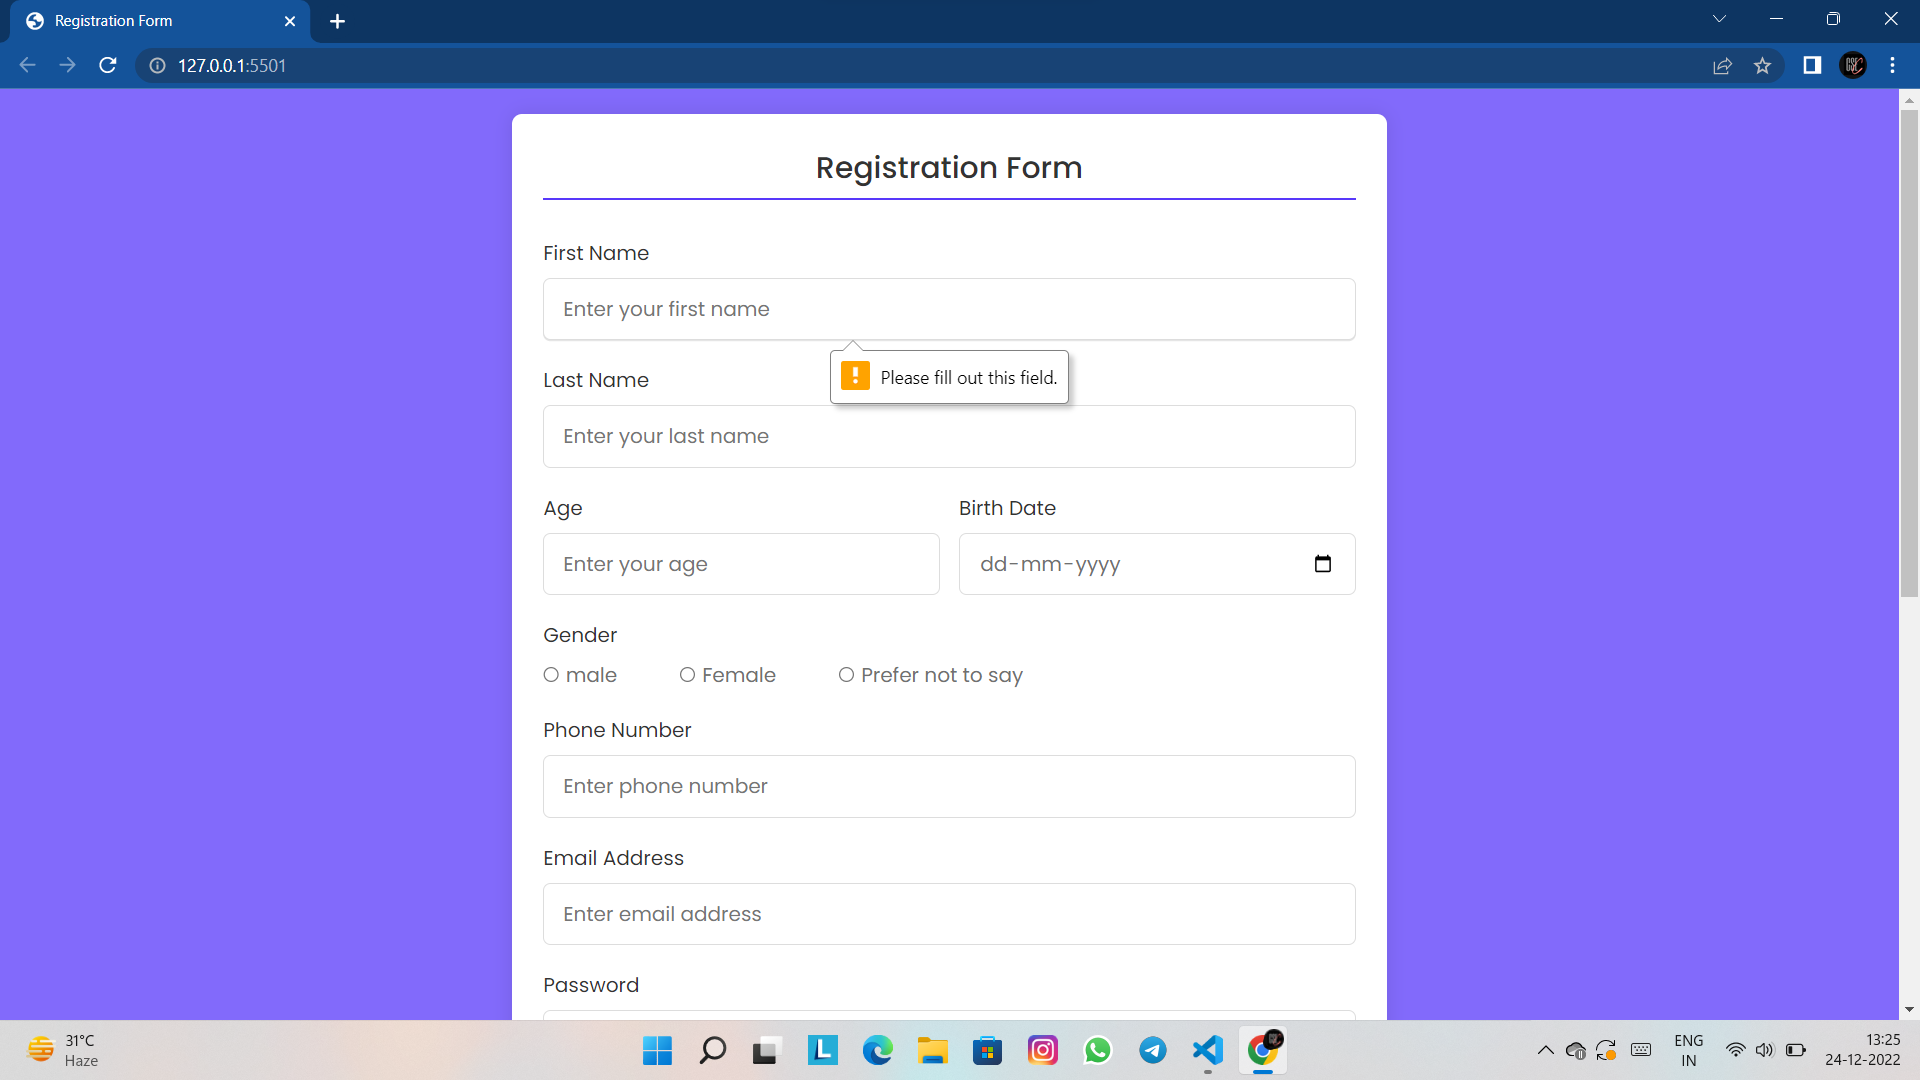 Registration Form
127.0.0.1:5501
Registration Form
First Name
Enter your first name
Please fill out this field.
Last Name
Enter your last name
Age
Birth Date
Enter your age
dd-mm-yyyy
Gender
male
Female
Prefer not to say
Phone Number
Enter phone number
Email Address
Enter email address
Password
31°C
Haze
L
ENG
IN
13:25
24-12-2022